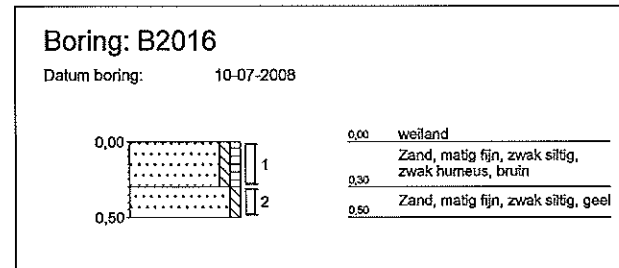 Boring: B2016
Datum boring: 10-07-2008
0,00
1
2
0,50
0,00 weiland
Zand, matig fijn, zwak siltig,
zwak humeus, bruin
0,30
Zand, matig fijn, zwak siltig, geel
0,50